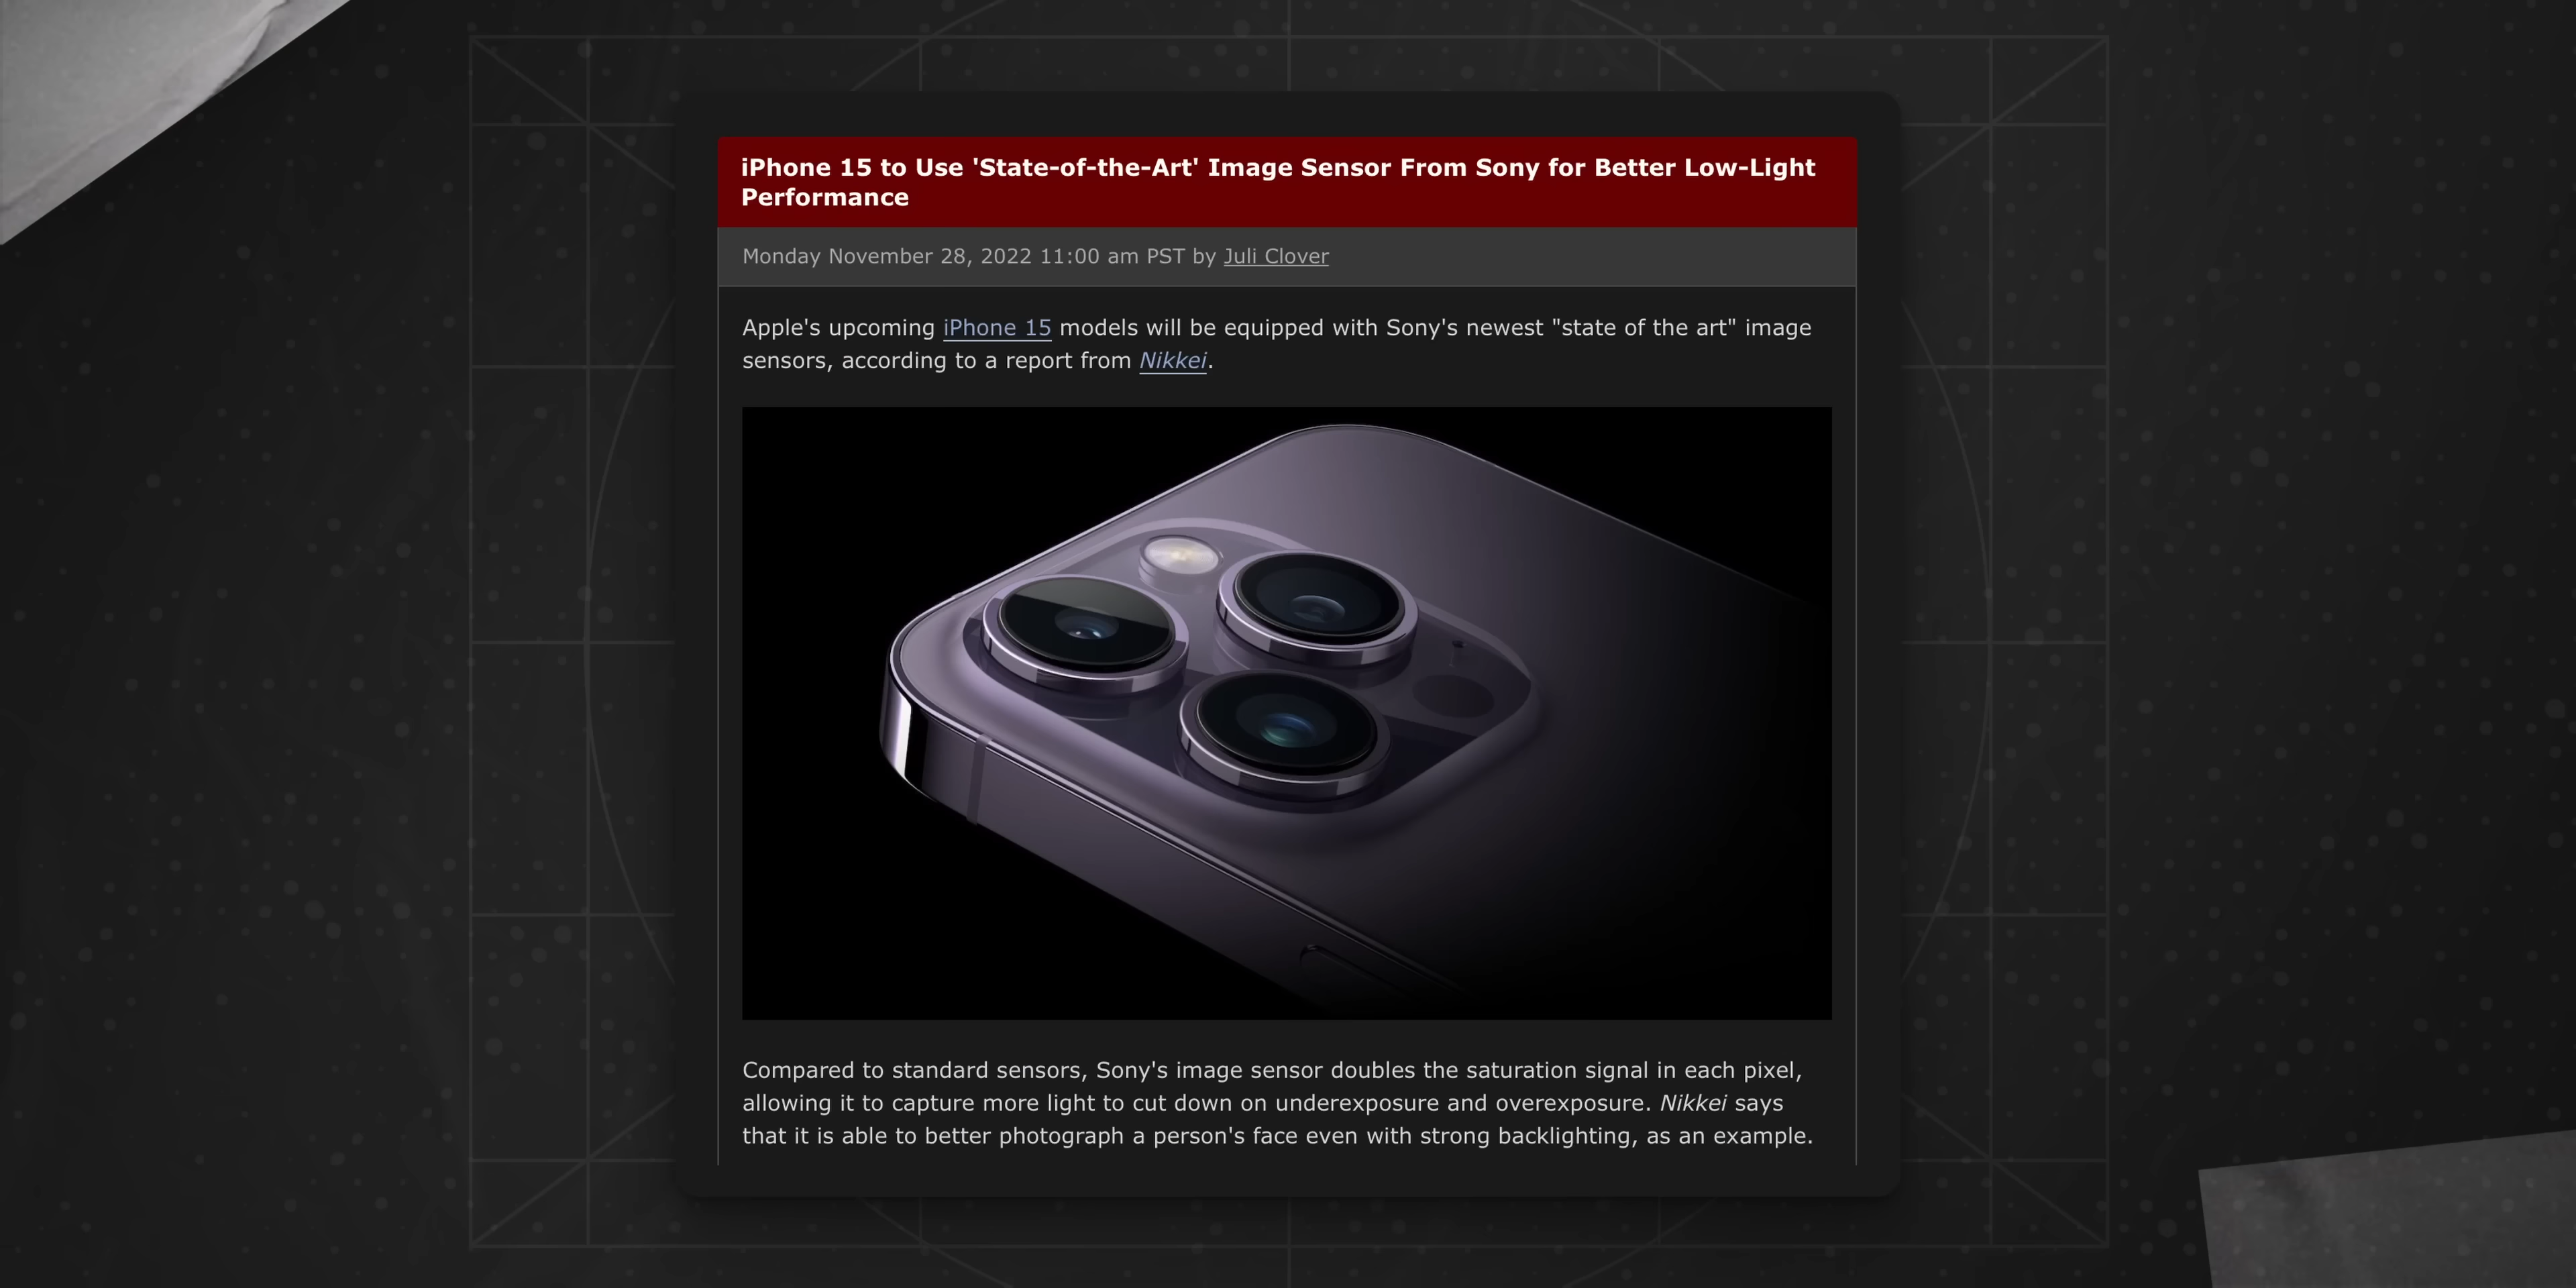 iPhone 15 to Use 'State-of-the-Art' Image Sensor From Sony for Better Low-Light
Performance
Monday November 28, 2022 11:00 am PST by Juli Clover
Apple's upcoming iPhone 15 models will be equipped with Sony's newest "state of the art" image
sensors, according to a report from Nikkei.
Compared to standard sensors, Sony's image sensor doubles the saturation signal in each pixel,
allowing it to capture more light to cut down on underexposure and overexposure. Nikkei says
that it is able to better photograph a person's face even with strong backlighting, as an example.